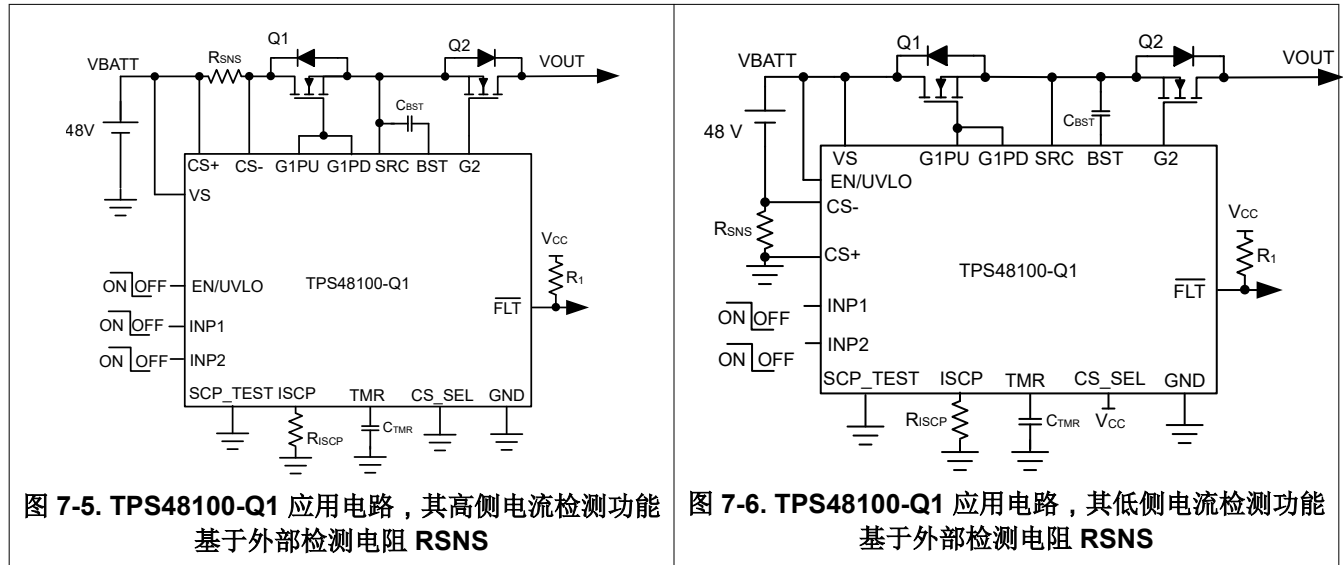 Q1
Q2
VBATT
RSNS
VOUT
CBST
48V
CS+ CS- G1PU G1PD SRC BST G2
VS
VCC
R1
TPS48100-Q1
ON OFF EN/UVLO
FLT
ON OFF INP1
ON OFF INP2
SCP_TEST ISCP TMR CS_SEL GND
RISCP
CTMR
图 7-5. TPS48100-Q1 应用电路，其高侧电流检测功能
基于外部检测电阻 RSNS
Q1
Q2
VBATT
VOUT
CBST
48 V
VS G1PU G1PD SRC BST G2
EN/UVLO
CS-
VCC
RSNS
R1
CS+
TPS48100-Q1
FLT
ON OFF INP1
ON OFF INP2
SCP_TEST ISCP TMR CS_SEL GND
RISCP
CTMR
VCC
图 7-6. TPS48100-Q1 应用电路，其低侧电流检测功能
基于外部检测电阻 RSNS